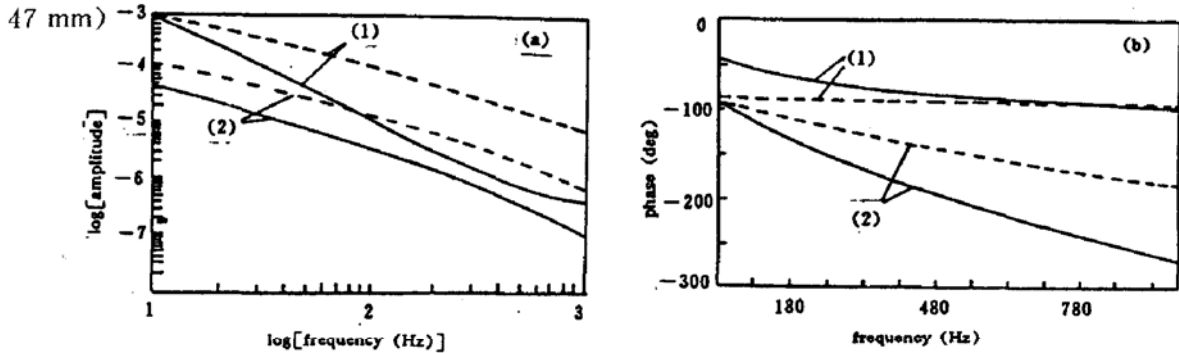 47 mm)
-3
-4
-5
-6
-7
log[amplitude]
(1)
(2)
(a)
1
2
3
log[frequency (Hz)]
0
-100
-200
-300
phase (deg)
(1)
(2)
(b)
180
480
780
frequency (Hz)